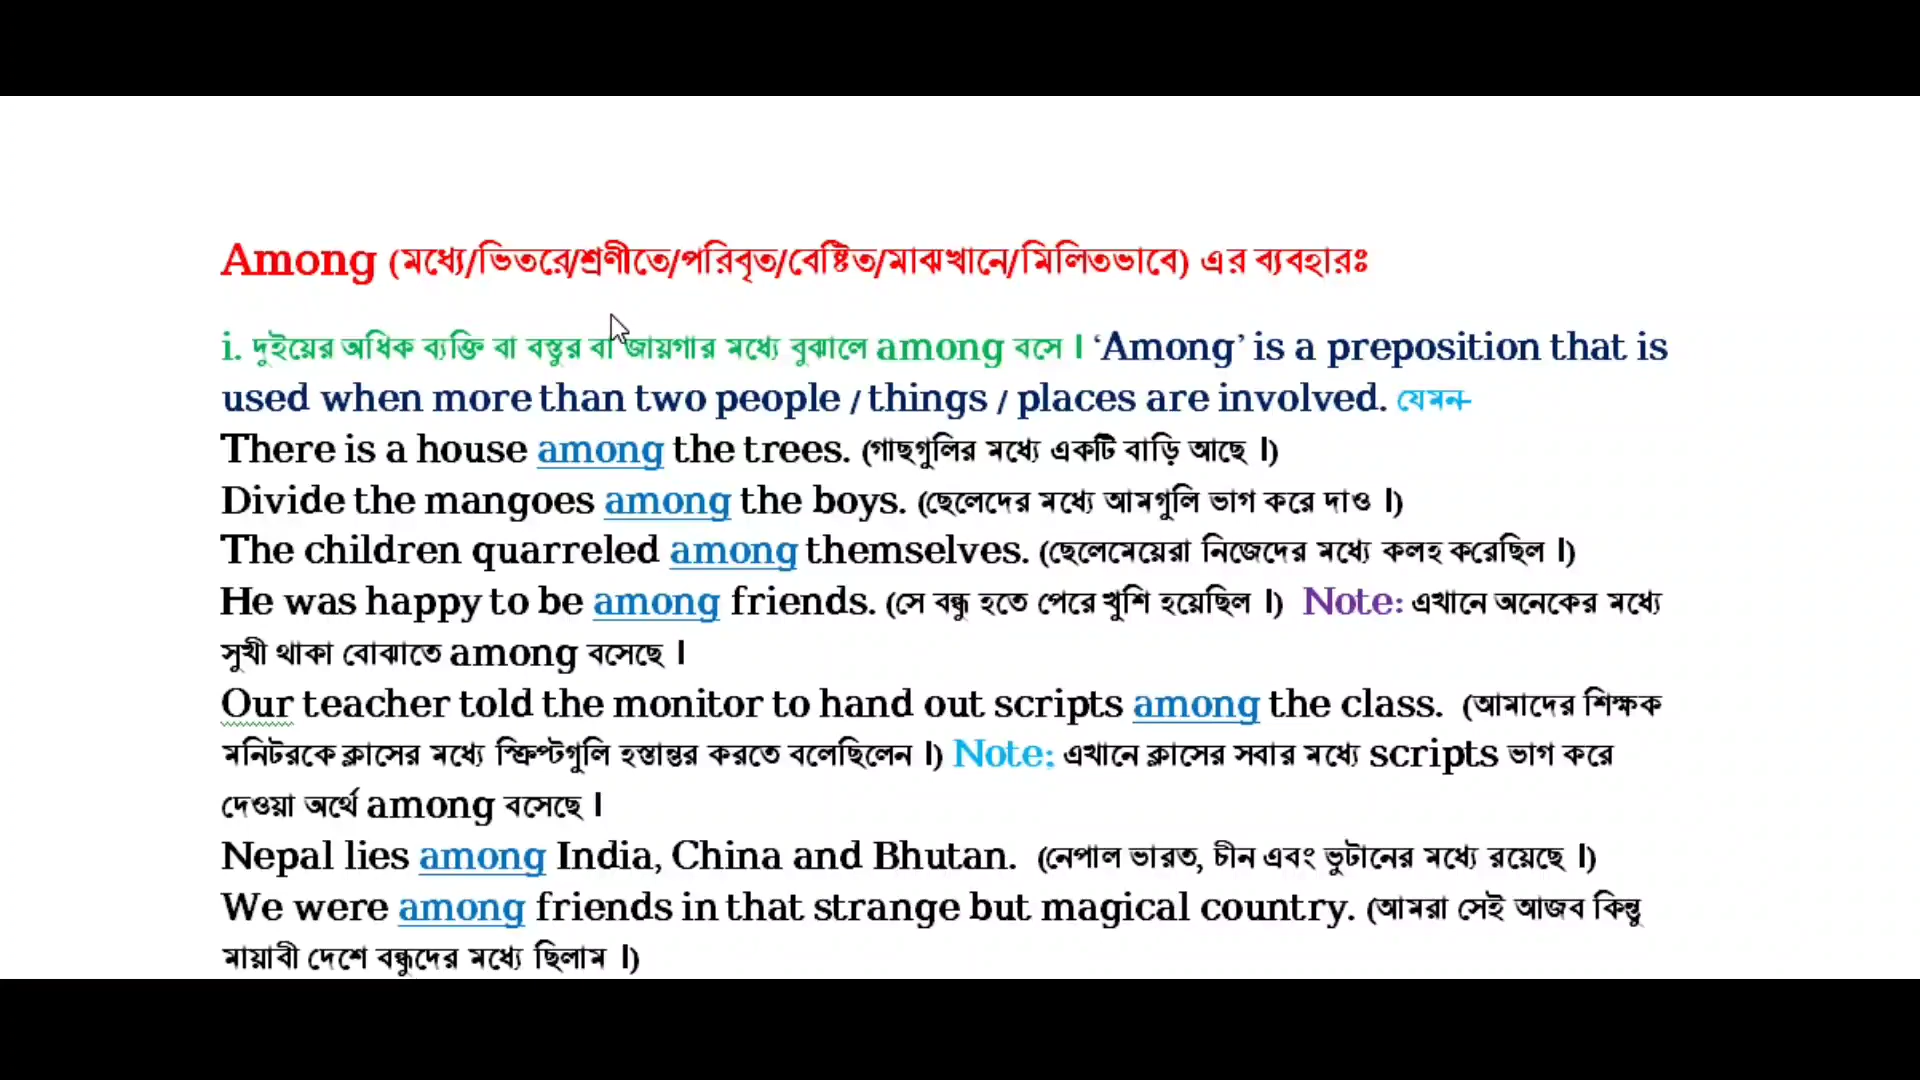 Among (মধ্যে/ভিতরে/শ্রণীতে/পরিবৃত/বেষ্টিত/মাঝখানে/মিলিতভাবে) এর ব্যবহারঃ
i. দুইয়ের অধিক ব্যক্তি বা বস্তুর বা জায়গার মধ্যে বুঝালে among বসে । ‘Among’ is a preposition that is
used when more than two people / things / places are involved. যেমন-
There is a house among the trees. (গাছগুলির মধ্যে একটি বাড়ি আছে ।)
Divide the mangoes among the boys. (ছেলেদের মধ্যে আমগুলি ভাগ করে দাও ।)
The children quarreled among themselves. (ছেলেমেয়েরা নিজেদের মধ্যে কলহ করেছিল ।)
He was happy to be among friends. (সে বন্ধু হতে পেরে খুশি হয়েছিল ।) Note: এখানে অনেকের মধ্যে
সুখী থাকা বোঝাতে among বসেছে ।
Our teacher told the monitor to hand out scripts among the class. (আমাদের শিক্ষক
মনিটরকে ক্লাসের মধ্যে স্ক্রিপ্টগুলি হস্তান্তর করতে বলেছিলেন ।) Note: এখানে ক্লাসের সবার মধ্যে scripts ভাগ করে
দেওয়া অর্থে among বসেছে ।
Nepal lies among India, China and Bhutan. (নেপাল ভারত, চীন এবং ভুটানের মধ্যে রয়েছে ।)
We were among friends in that strange but magical country. (আমরা সেই আজব কিন্তু
মায়াবী দেশে বন্ধুদের মধ্যে ছিলাম ।)